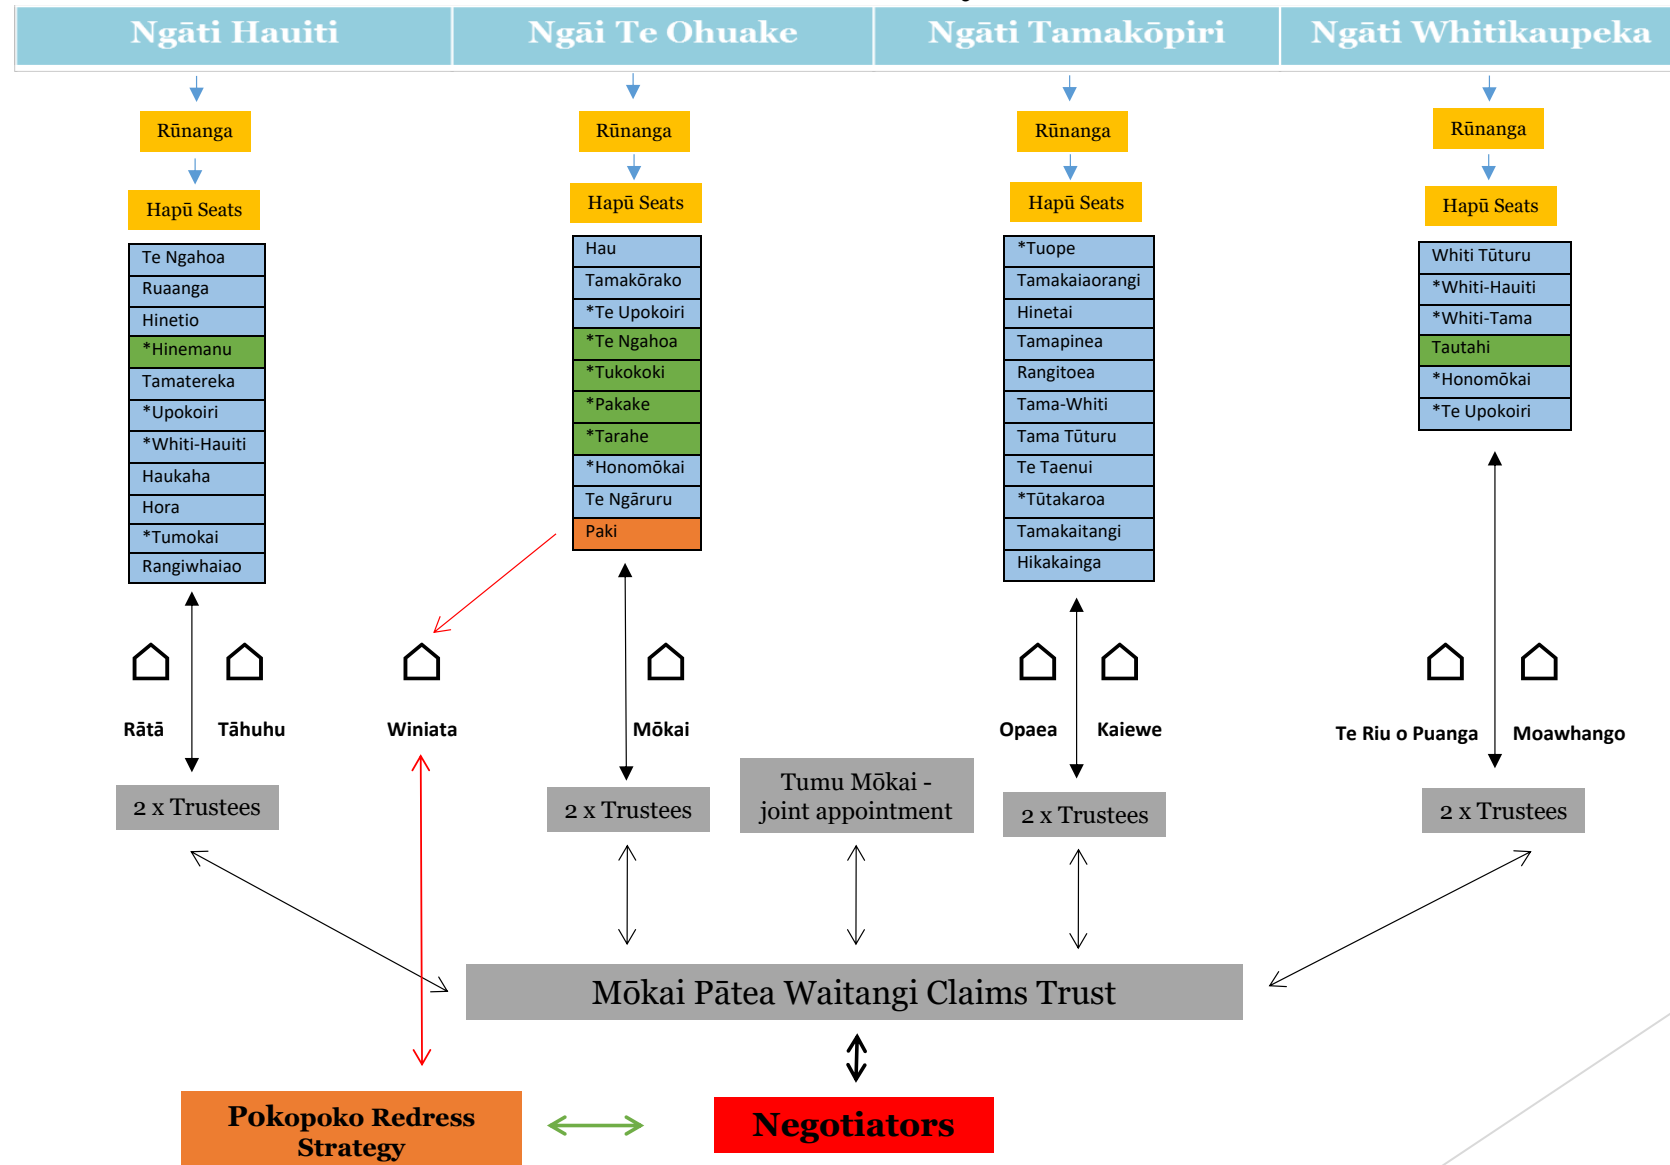 Ngāti Hauiti
Ngāi Te Ohuake
Ngāti Tamakōpiri
Ngāti Whitikaupeka
Rūnanga
Rūnanga
Rūnanga
Rūnanga
Hapū Seats
Hapū Seats
Hapū Seats
Hapū Seats
Te Ngahoa
Ruaanga
Hinetio
*Hinemanu
Tamatereka
*Upokoiri
*Whiti-Hauiti
Haukaha
Hora
*Tumokai
Rangiwhaiao
Hau
Tamakōrako
*Te Upokoiri
*Te Ngahoa
*Tukokoki
*Pakake
*Tarahe
*Honomōkai
Te Ngāruru
Paki
*Tuope
Tamakaiaorangi
Hinetai
Tamapinea
Rangitoea
Tama-Whiti
Tama Tūturu
Te Taenui
*Tūtakaroa
Tamakaitangi
Hikakainga
Whiti Tūturu
*Whiti-Hauiti
*Whiti-Tama
Tautahi
*Honomōkai
*Te Upokoiri
Rātā
Tāhuhu
Winiata
Mōkai
Opaea
Kaiewe
Te Riu o Puanga
Moawhango
2 x Trustees
2 x Trustees
Tumu Mōkai -
joint appointment
2 x Trustees
2 x Trustees
Mōkai Pātea Waitangi Claims Trust
Pokopoko Redress
Strategy
Negotiators